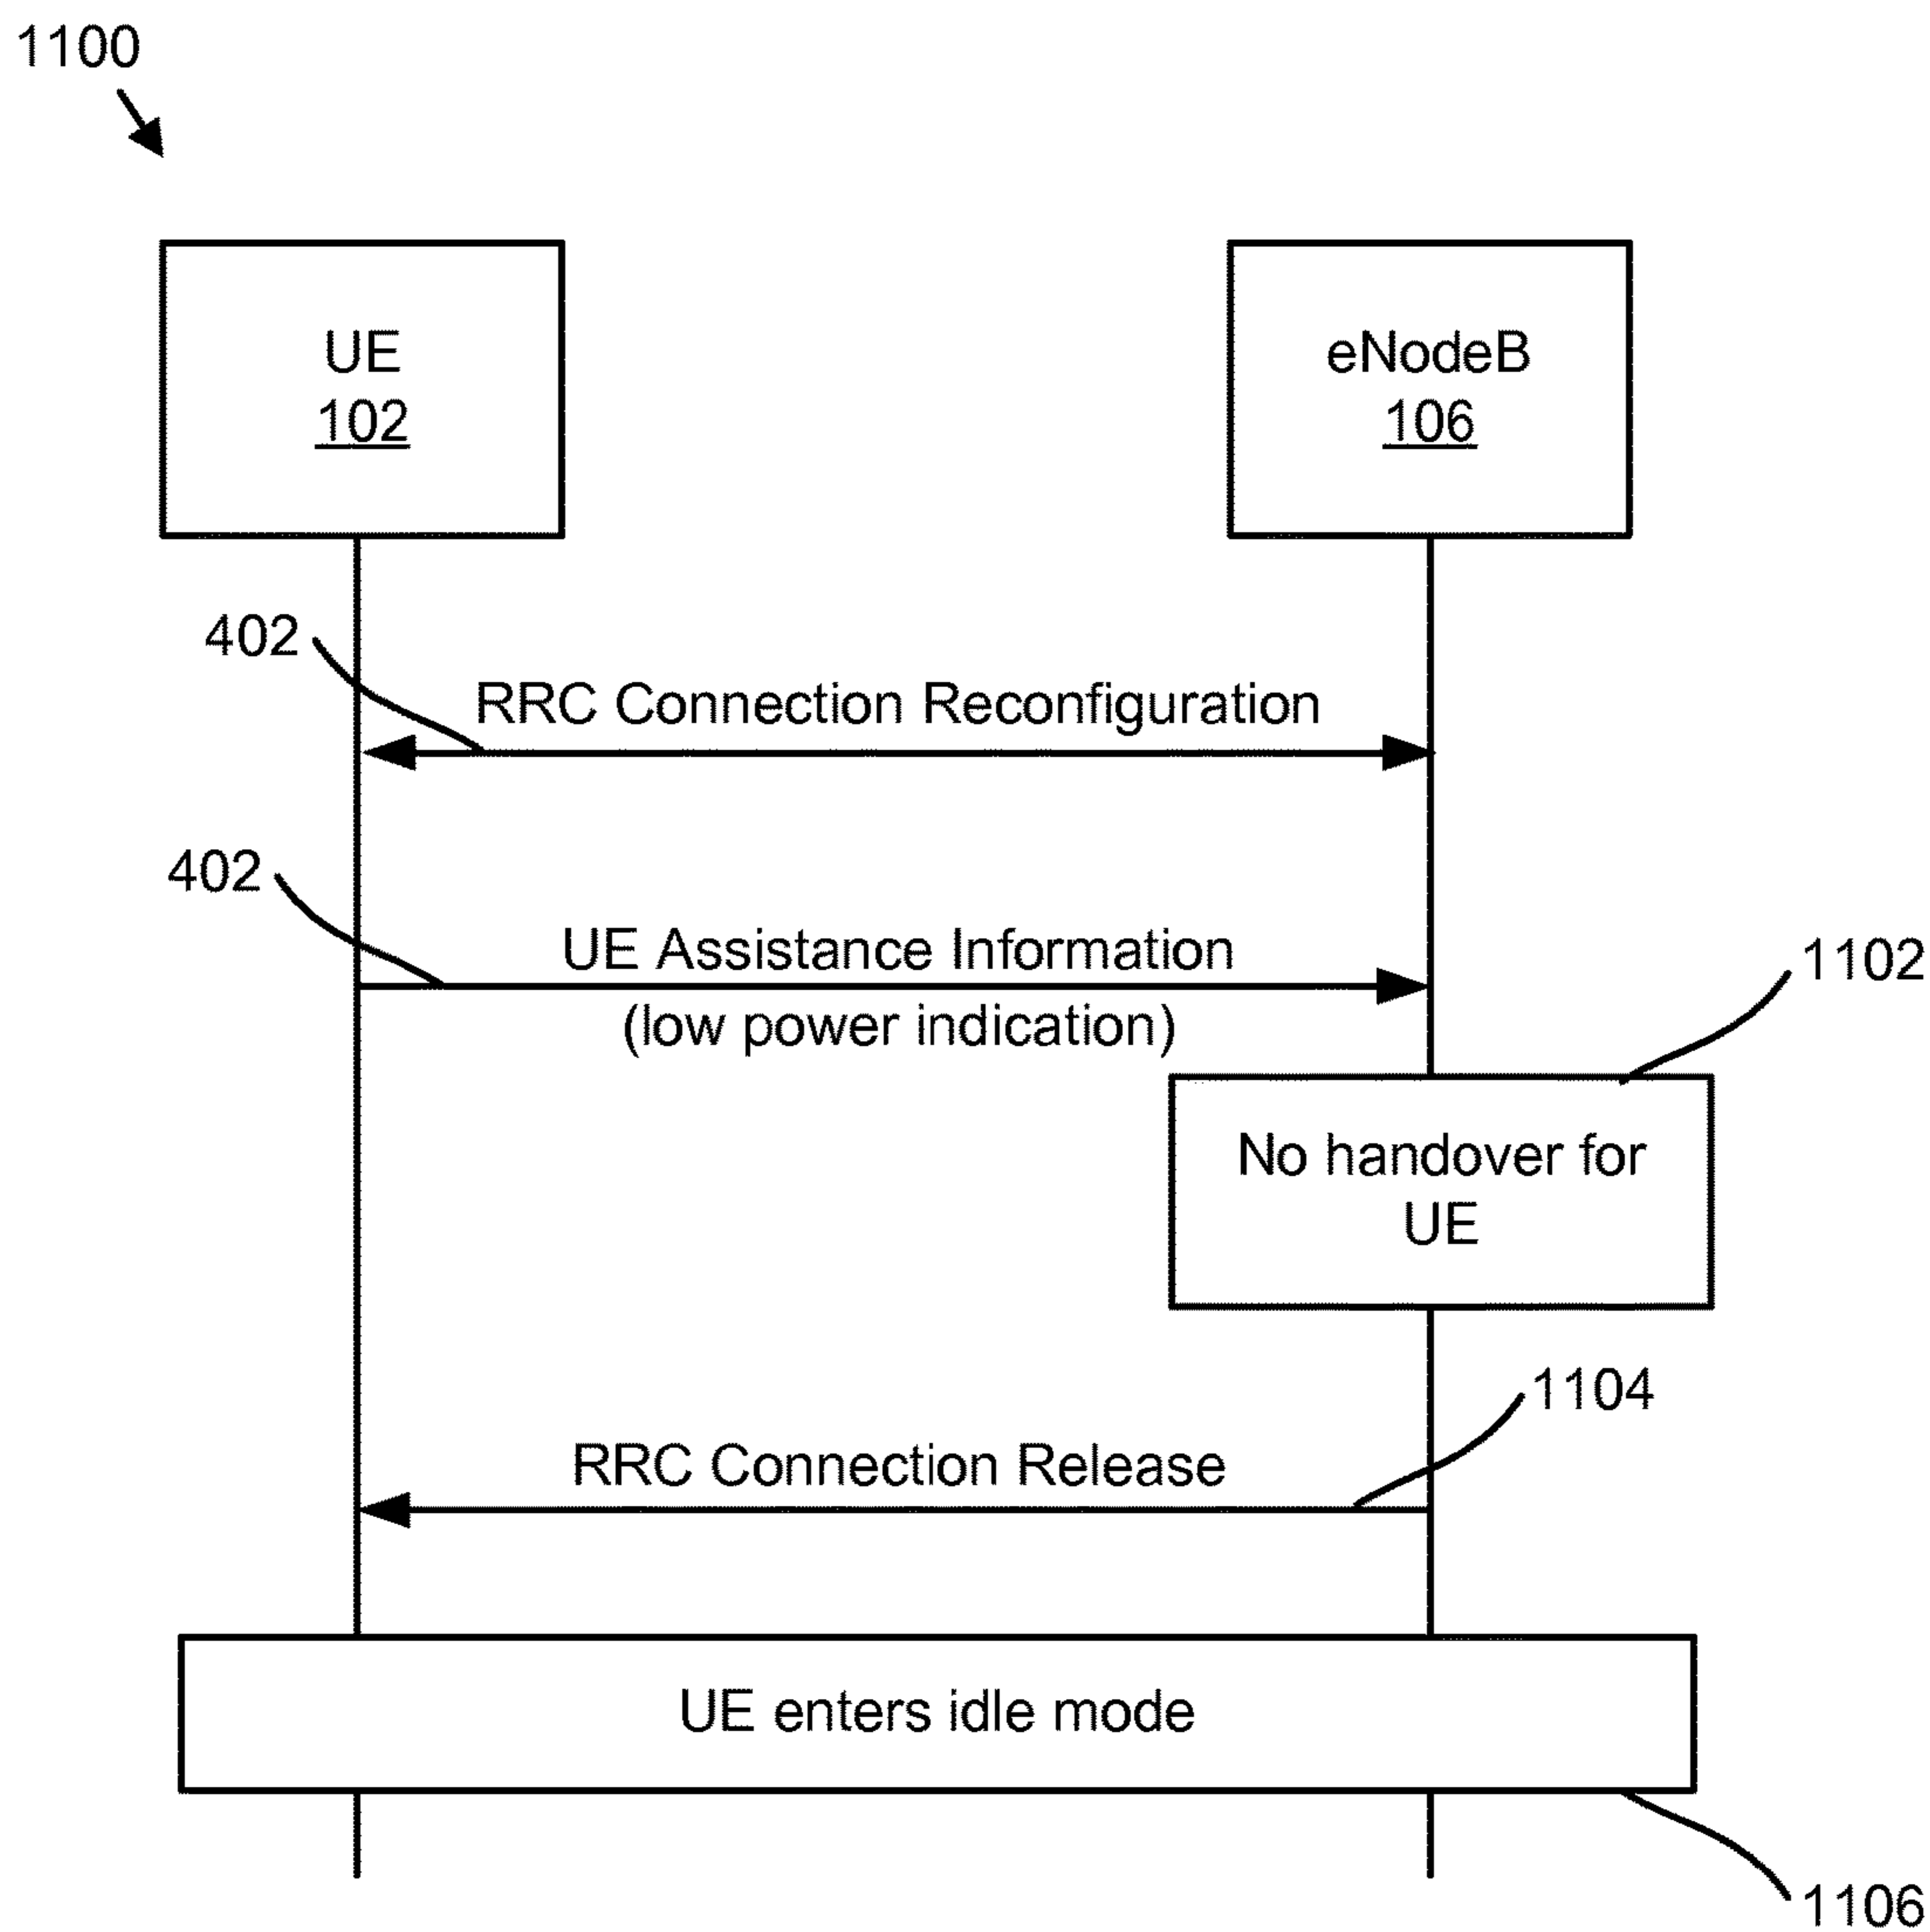 1100
UE
102
eNodeB
106
402
RRC Connection Reconfiguration
402
UE Assistance Information
(low power indication)
1102
No handover for
UE
1104
RRC Connection Release
UE enters idle mode
1106